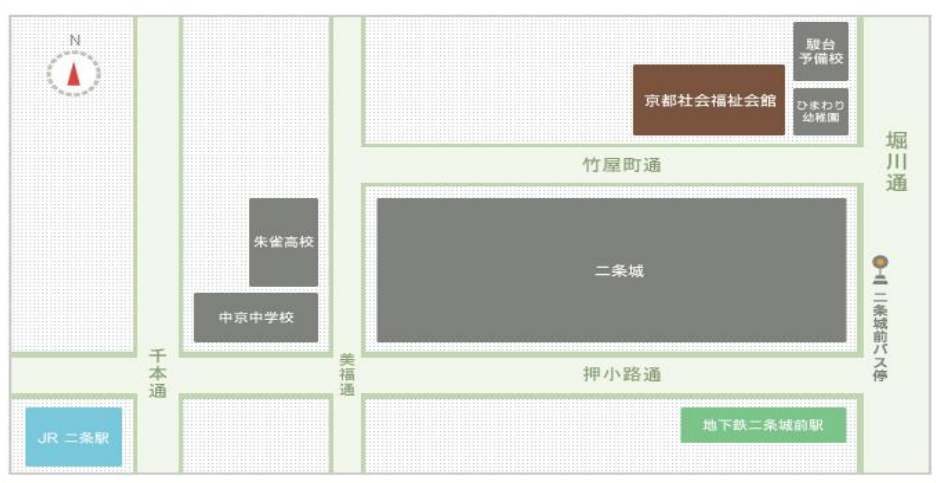 N
駿台
予備校
京都社会福祉会館
ひまわり
幼稚園
堀川通
竹屋町通
朱雀高校
二条城
中京中学校
二条城前バス停
千本通
美福通
押小路通
JR 二条駅
地下鉄二条城前駅